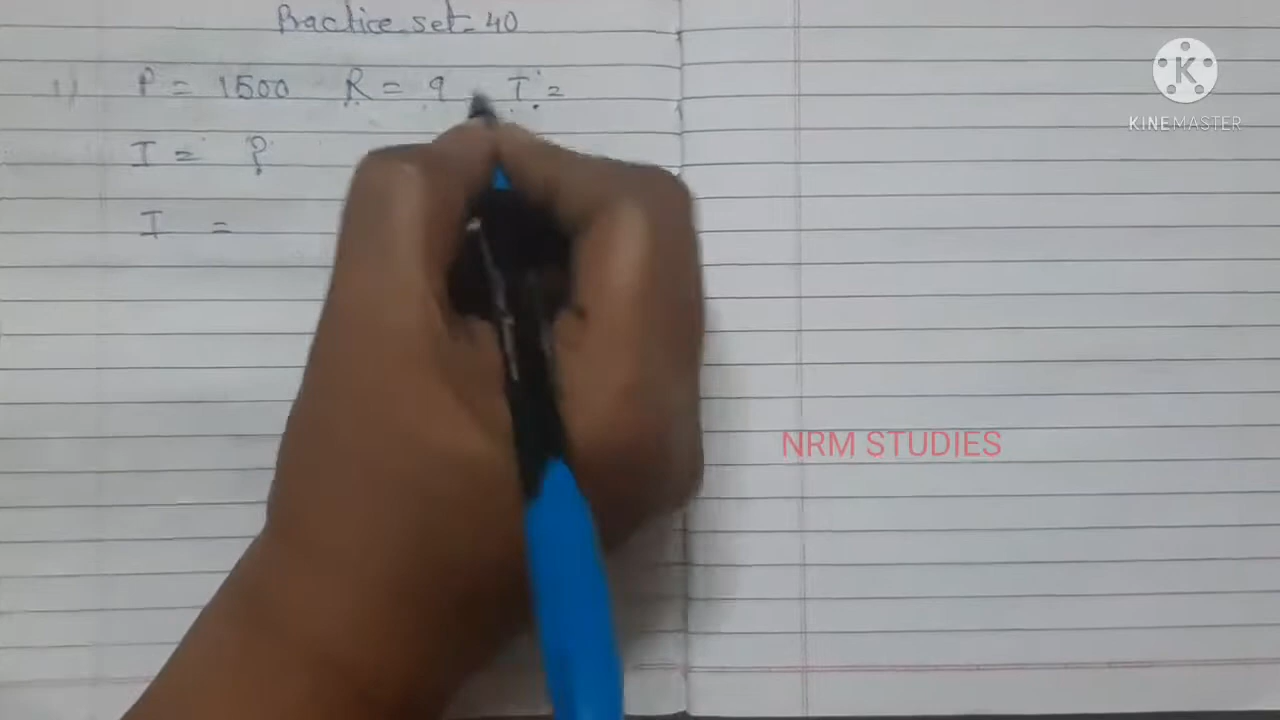 Practice set - 40
1) P = 1500 R = 9 T =
I = ?
I =
KINEMASTER
NRM STUDIES